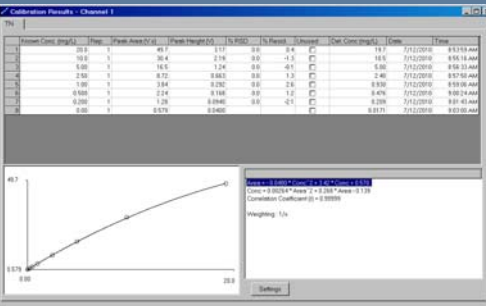 Calibration Results - Channel 1
TN
Known Conc. (mg/L) Rep. Peak Area (V·s) Peak Height (V) % RSD % Resid. Unused Det. Conc (mg/L) Date Time
1 20.0 1 49.7 3.17 0.0 0.4 19.7 7/12/2010 8:53:59 AM
2 10.0 1 30.4 2.19 0.0 -1.3 10.5 7/12/2010 8:55:16 AM
3 5.00 1 16.5 1.24 0.0 -0.1 5.00 7/12/2010 8:56:33 AM
4 2.50 1 8.72 0.663 0.0 1.3 2.40 7/12/2010 8:57:50 AM
5 1.00 1 3.84 0.292 0.0 2.6 0.930 7/12/2010 8:59:06 AM
6 0.500 1 2.24 0.168 0.0 1.2 0.476 7/12/2010 9:00:24 AM
7 0.200 1 1.28 0.0940 0.0 -2.1 0.209 7/12/2010 9:01:43 AM
8 0.00 1 0.579 0.0400 0.0171 7/12/2010 9:03:00 AM
49.7
0.579
0.00 20.0
Area = -0.0480 * Conc^2 + 3.42 * Conc + 0.579
Conc = 0.00264 * Area^2 + 0.268 * Area - 0.139
Correlation Coefficient (r) = 0.99999
Weighting: 1/x
Settings